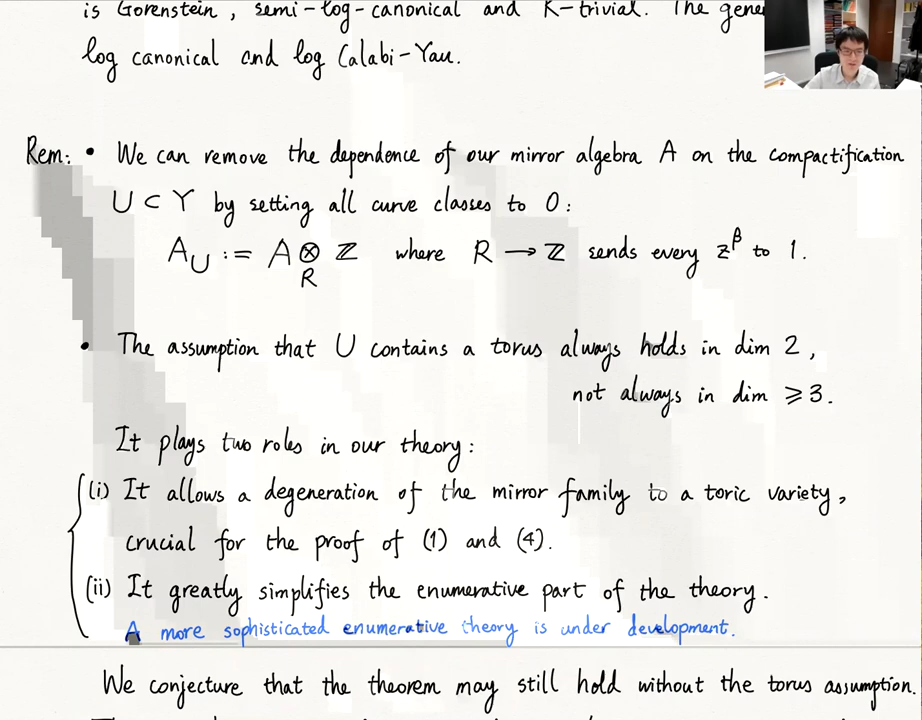 is Gorenstein, semi-log-canonical and K-trivial. The gene
log canonical and log Calabi-Yau.
Rem: • We can remove the dependence of our mirror algebra A on the compactification
U ⊂ Y by setting all curve classes to 0:
A_U := A ⊗_R ℤ where R → ℤ sends every z^β to 1.
• The assumption that U contains a torus always holds in dim 2,
not always in dim ⩾3.
It plays two roles in our theory:
(i) It allows a degeneration of the mirror family to a toric variety,
crucial for the proof of (1) and (4).
(ii) It greatly simplifies the enumerative part of the theory.
A more sophisticated enumerative theory is under development.
We conjecture that the theorem may still hold without the torus assumption.